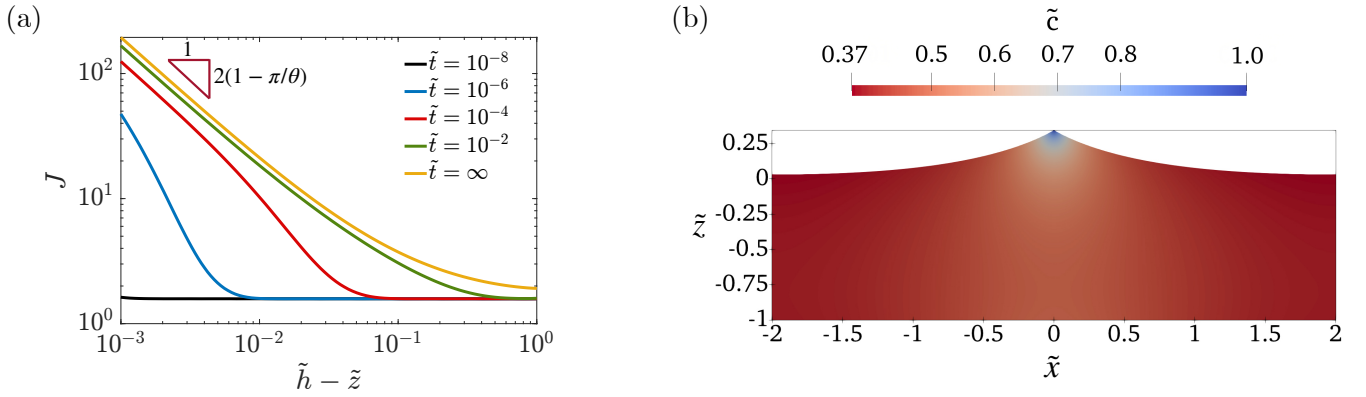 (a)
10²
10¹
10⁰
J
1
2(1 − π/θ)
t̃ = 10⁻⁸
t̃ = 10⁻⁶
t̃ = 10⁻⁴
t̃ = 10⁻²
t̃ = ∞
10⁻³ 10⁻² 10⁻¹ 10⁰
h̃ − z̃
(b)
c̃
0.37 0.5 0.6 0.7 0.8 1.0
0.25
0
-0.25
-0.5
-0.75
-1
z̃
-2 -1.5 -1 -0.5 0 0.5 1 1.5 2
x̃